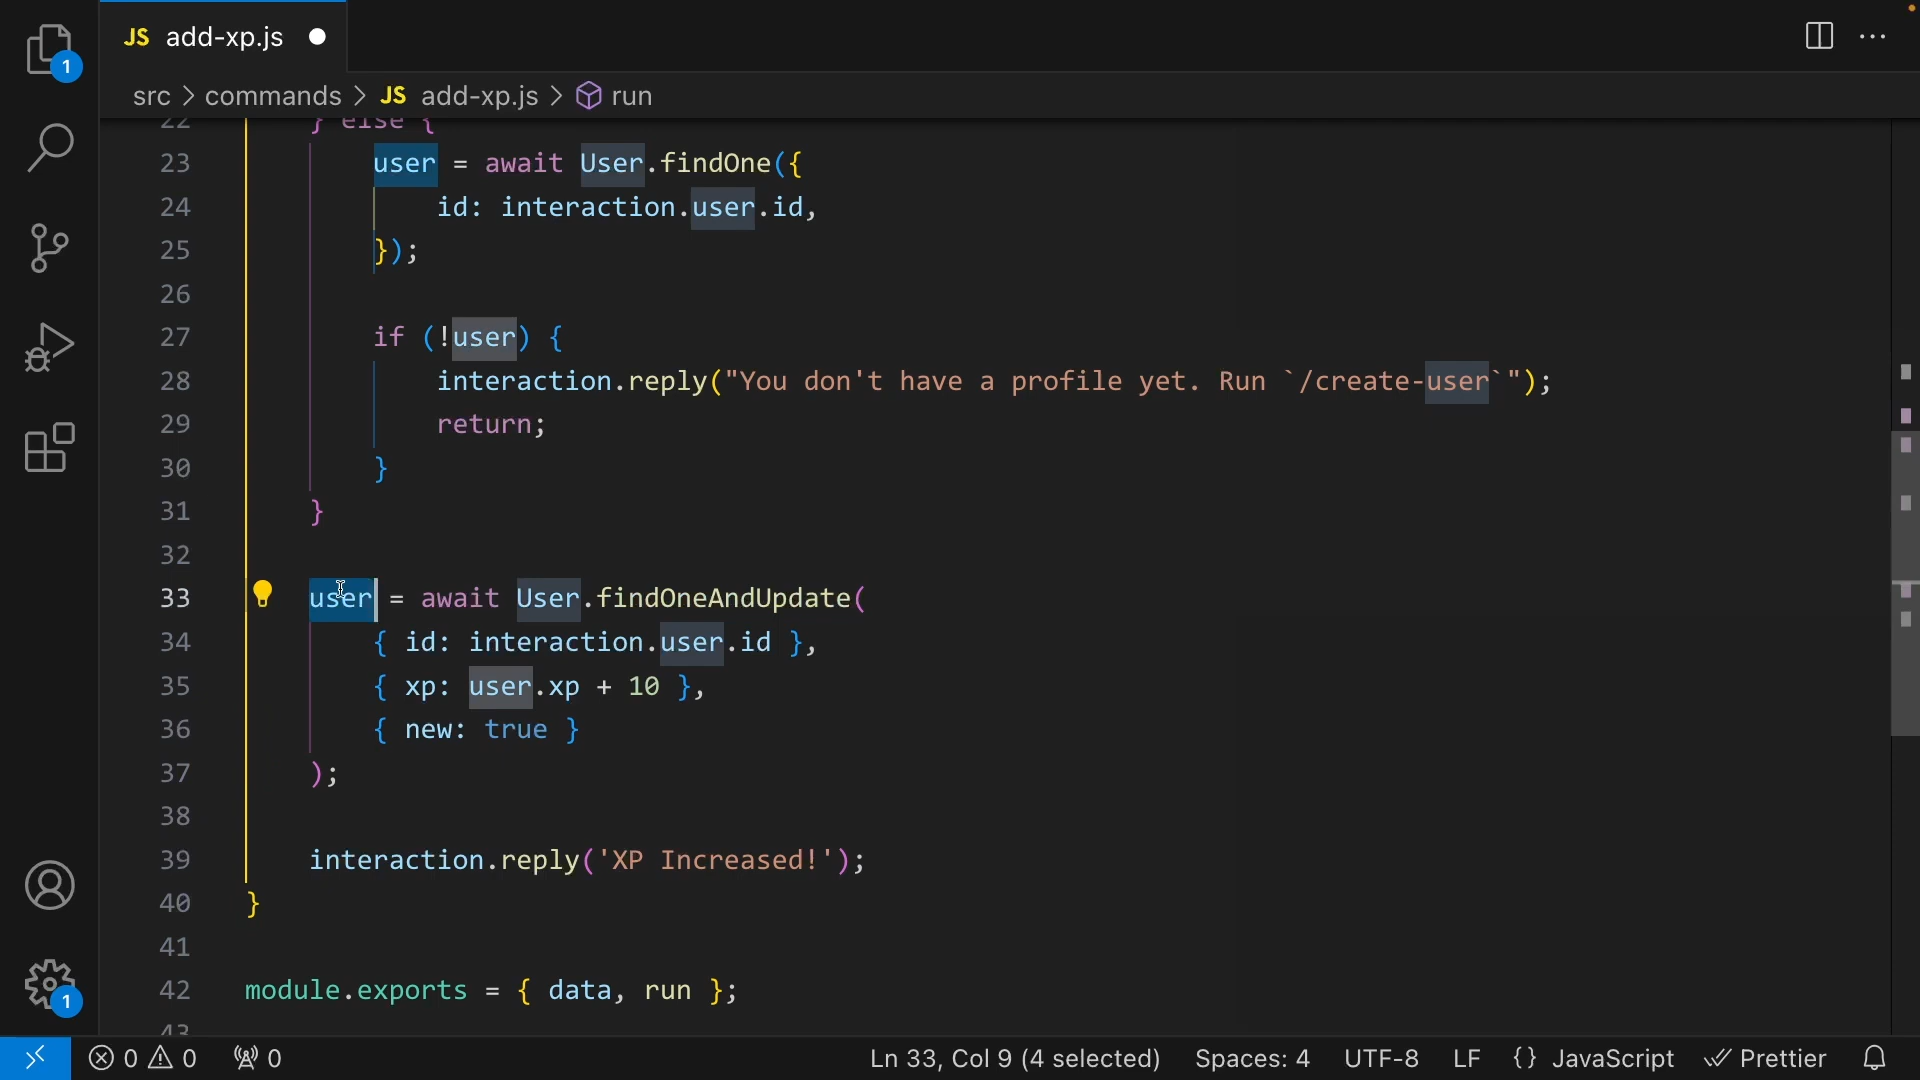 JS add-xp.js
1
src > commands > JS add-xp.js > run
22 } else {
23 user = await User.findOne({
24 id: interaction.user.id,
25 });
26
27 if (!user) {
28 interaction.reply("You don't have a profile yet. Run `/create-user`");
29 return;
30 }
31 }
32
33 user = await User.findOneAndUpdate(
34 { id: interaction.user.id },
35 { xp: user.xp + 10 },
36 { new: true }
37 );
38
39 interaction.reply('XP Increased!');
40 }
41
42 module.exports = { data, run };
43
1
0 0 0 Ln 33, Col 9 (4 selected) Spaces: 4 UTF-8 LF {} JavaScript Prettier